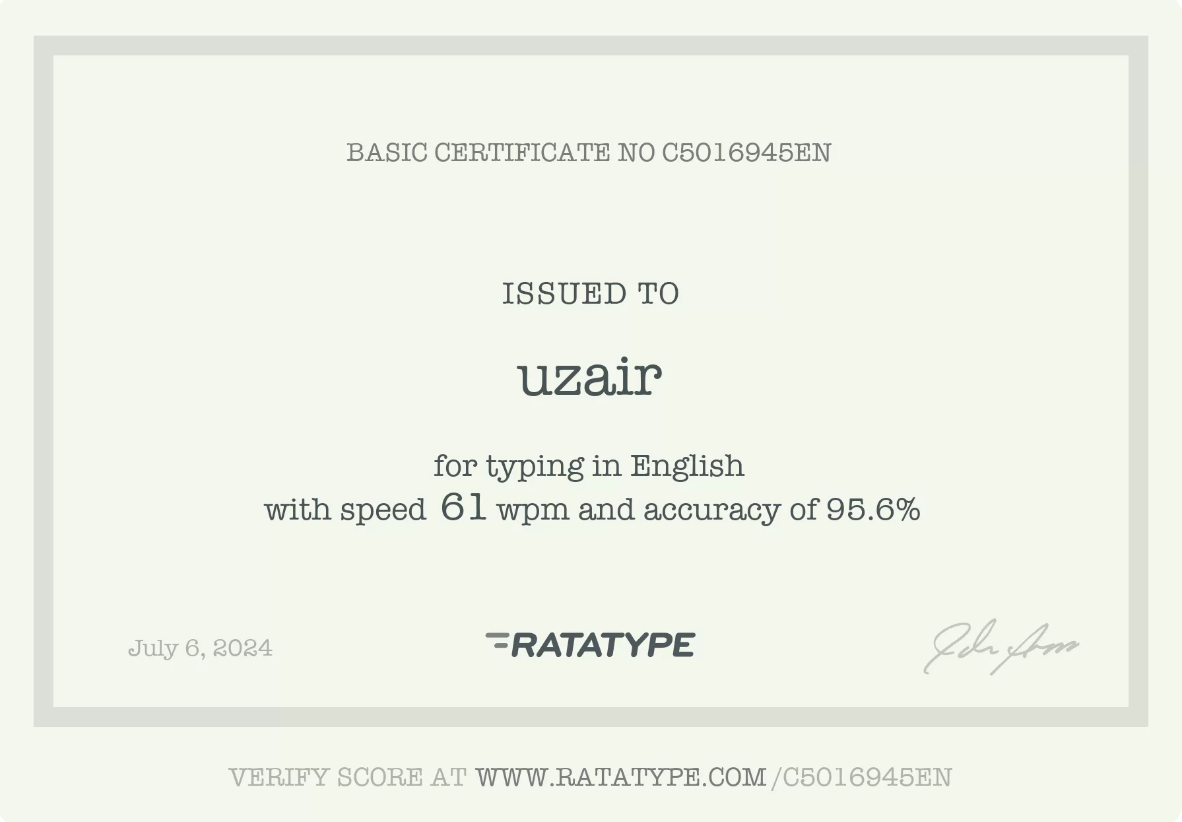 BASIC CERTIFICATE NO C5016945EN
ISSUED TO
uzair
for typing in English
with speed 61 wpm and accuracy of 95.6%
July 6, 2024
RATATYPE
VERIFY SCORE AT WWW.RATATYPE.COM/C5016945EN